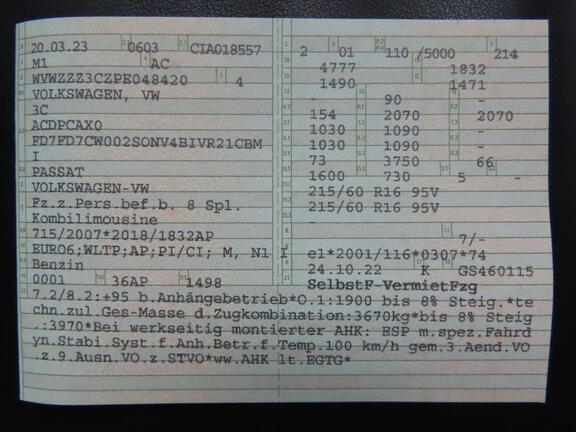 20.03.23 0603 CIA018557
M1 AC
WVWZZZ3CZPE048420 4
VOLKSWAGEN, VW
3C
ACDPCAX0
FD7FD7CW002SONV4BIVR21CBM
I
PASSAT
VOLKSWAGEN-VW
Fz.z.Pers.bef.b. 8 Spl.
Kombilimousine
715/2007*2018/1832AP
EURO6;WLTP;AP;PI/CI; M, N1 I
Benzin
0001 36AP 1498
2 01 110 /5000 214
4777 1832
1490 1471
- 90 -
154 2070 2070
1030 1090 -
1030 1090 -
73 3750 66
1600 730 5 -
215/60 R16 95V
215/60 R16 95V
-
7/-
e1*2001/116*0307*74
24.10.22 K GS460115
SelbstF-VermietFzg
7.2/8.2:+95 b.Anhängebetrieb*O.1:1900 bis 8% Steig.*te
chn.zul.Ges-Masse d.Zugkombination:3670kg*bis 8% Steig
.:3970*Bei werkseitig montierter AHK: ESP m.spez.Fahrd
yn.Stabi.Syst.f.Anh.Betr.f.Temp.100 km/h gem.3.Aend.VO
.z.9.Ausn.VO.z.STVO*ww.AHK lt.EGTG*